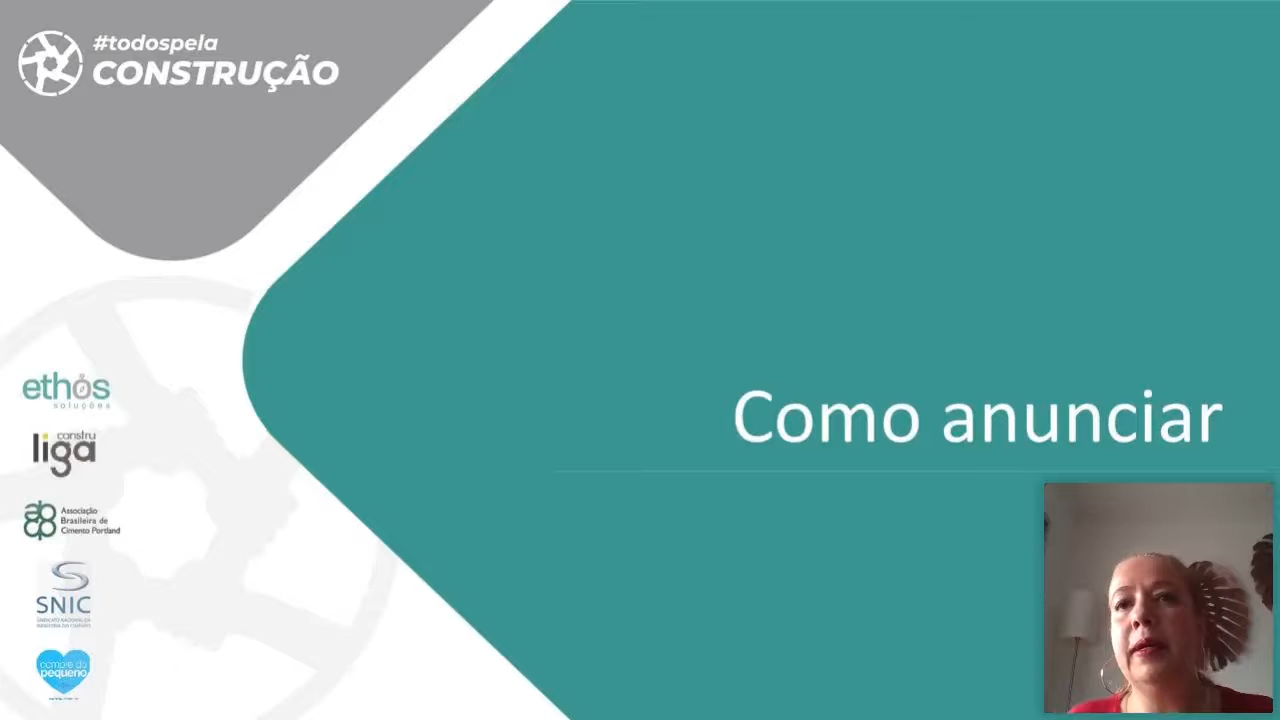 #todospela
CONSTRUÇÃO
Como anunciar
ethos
soluções
constru
liga
Associação
Brasileira de
Cimento Portland
SNIC
compre do
pequeno